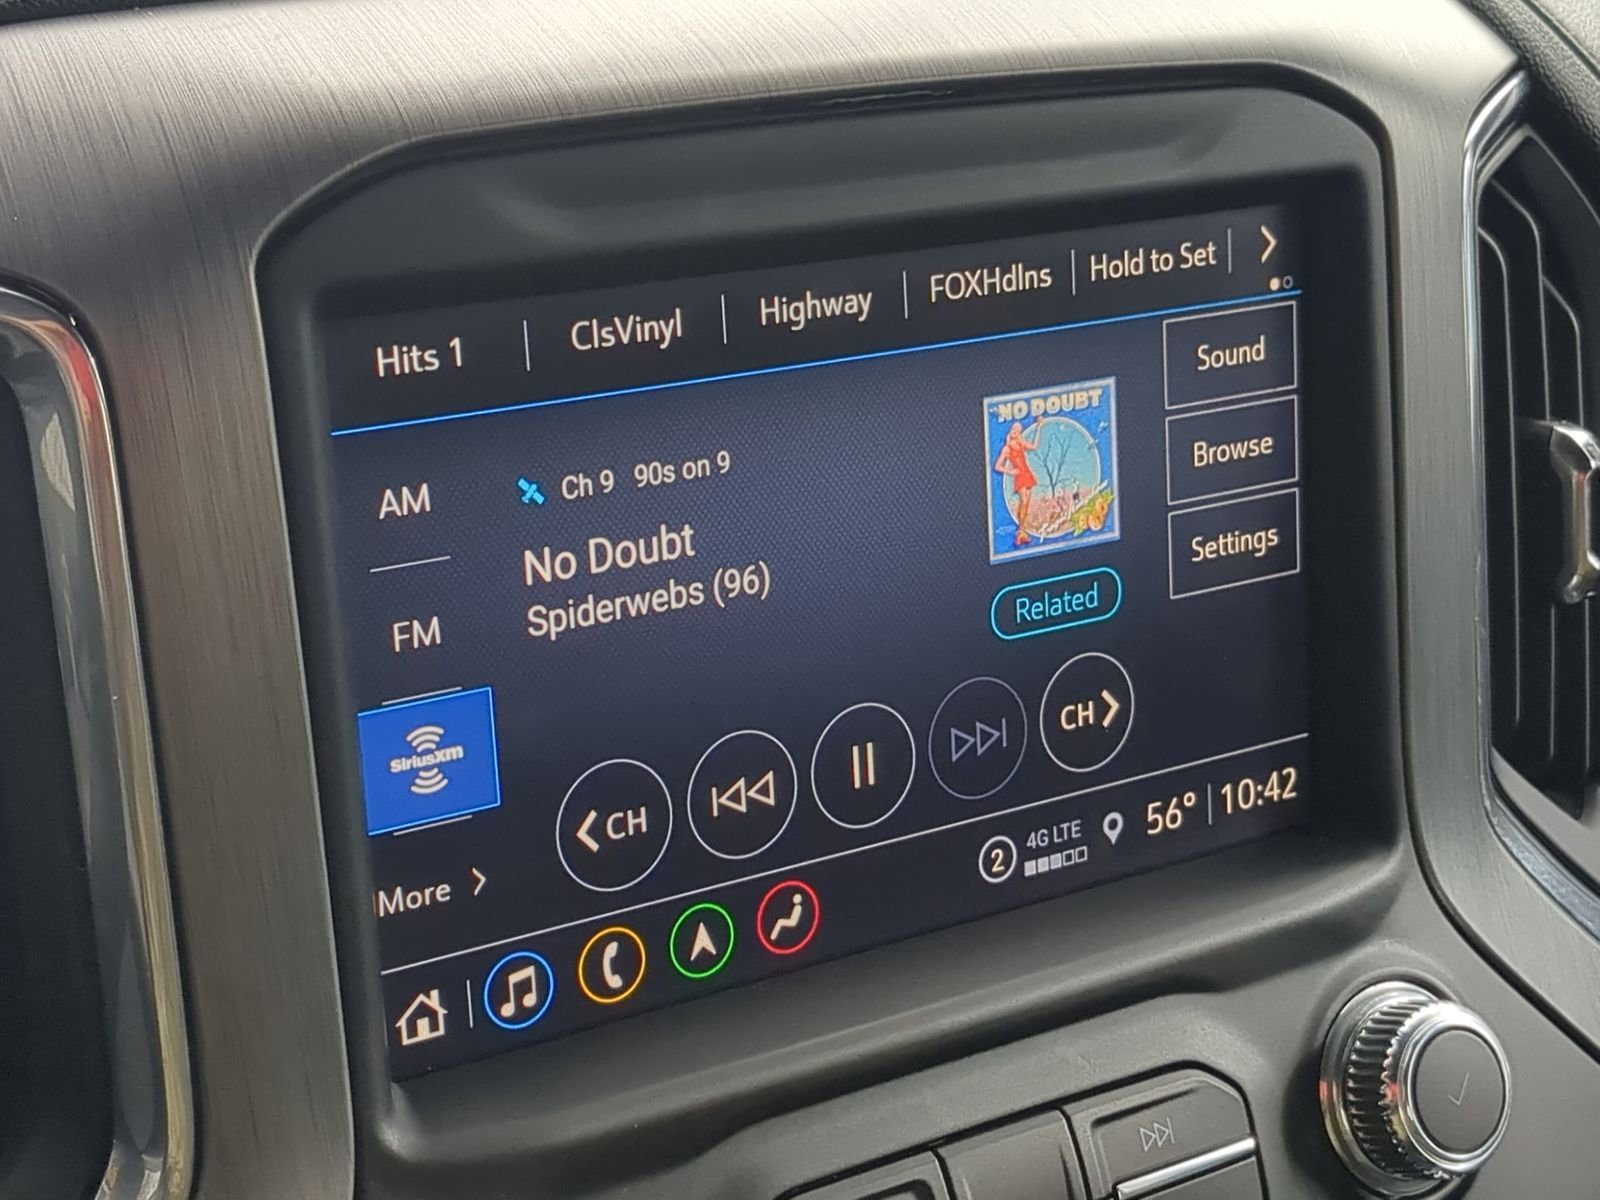 Hits 1 ClsVinyl Highway FOXHdlns Hold to Set
AM
FM
SiriusXm
More
Ch 9 90s on 9
No Doubt
Spiderwebs (96)
NO DOUBT
Related
Sound
Browse
Settings
CH
CH
2 4G LTE 56° 10:42